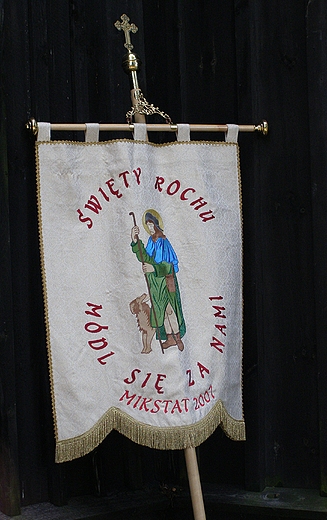 ŚWIĘTY ROCHU
MÓDL SIĘ ZA NAMI
MIKSTAT 2007